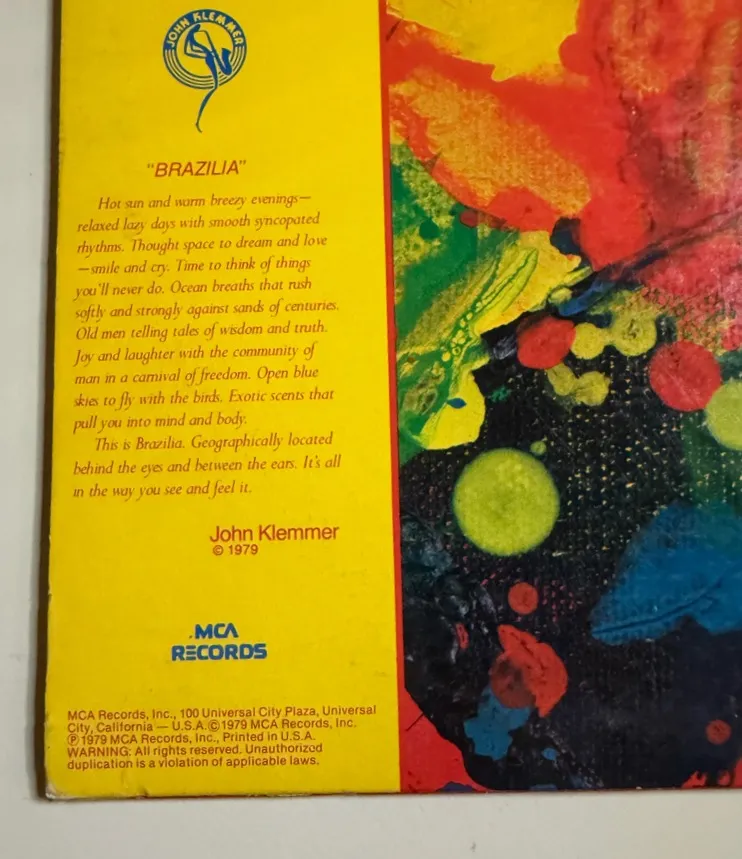 JOHN KLEMMER
"BRAZILIA"
Hot sun and warm breezy evenings—
relaxed lazy days with smooth syncopated
rhythms. Thought space to dream and love
—smile and cry. Time to think of things
you'll never do. Ocean breaths that rush
softly and strongly against sands of centuries.
Old men telling tales of wisdom and truth.
Joy and laughter with the community of
man in a carnival of freedom. Open blue
skies to fly with the birds. Exotic scents that
pull you into mind and body.
This is Brazilia. Geographically located
behind the eyes and between the ears. It's all
in the way you see and feel it.
John Klemmer
© 1979
MCA
RECORDS
MCA Records, Inc., 100 Universal City Plaza, Universal
City, California — U.S.A. © 1979 MCA Records, Inc.
℗ 1979 MCA Records, Inc., Printed in U.S.A.
WARNING: All rights reserved. Unauthorized
duplication is a violation of applicable laws.